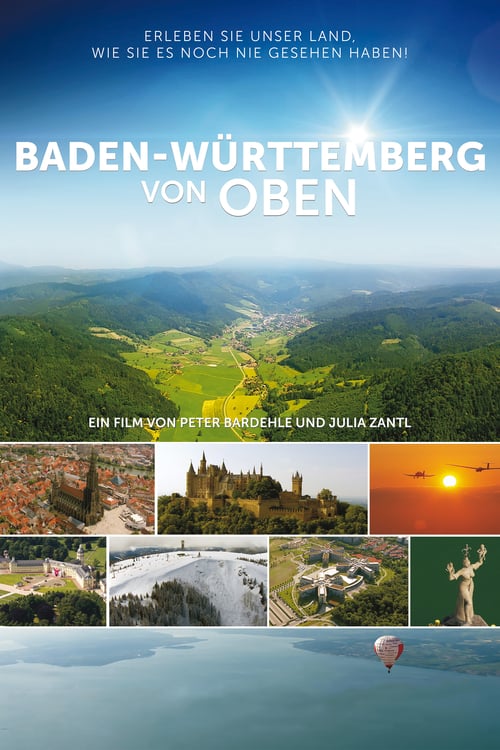 ERLEBEN SIE UNSER LAND,
WIE SIE ES NOCH NIE GESEHEN HABEN!
BADEN-WÜRTTEMBERG
VON OBEN
EIN FILM VON PETER BARDEHLE UND JULIA ZANTL